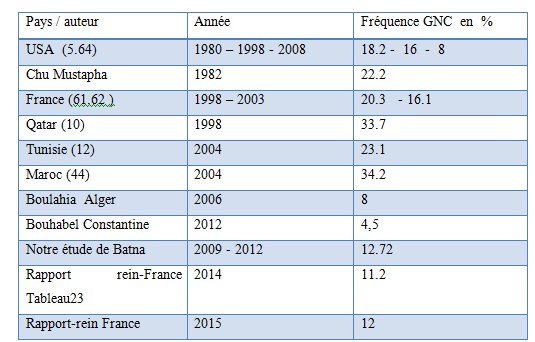 Pays / auteur Année Fréquence GNC en %
USA (5.64) 1980 – 1998 - 2008 18.2 - 16 - 8
Chu Mustapha 1982 22.2
France (61,62 ) 1998 – 2003 20.3 - 16.1
Qatar (10) 1998 33.7
Tunisie (12) 2004 23.1
Maroc (44) 2004 34.2
Boulahia Alger 2006 8
Bouhabel Constantine 2012 4,5
Notre étude de Batna 2009 - 2012 12.72
Rapport rein-France 2014 11.2
Tableau23
Rapport-rein France 2015 12